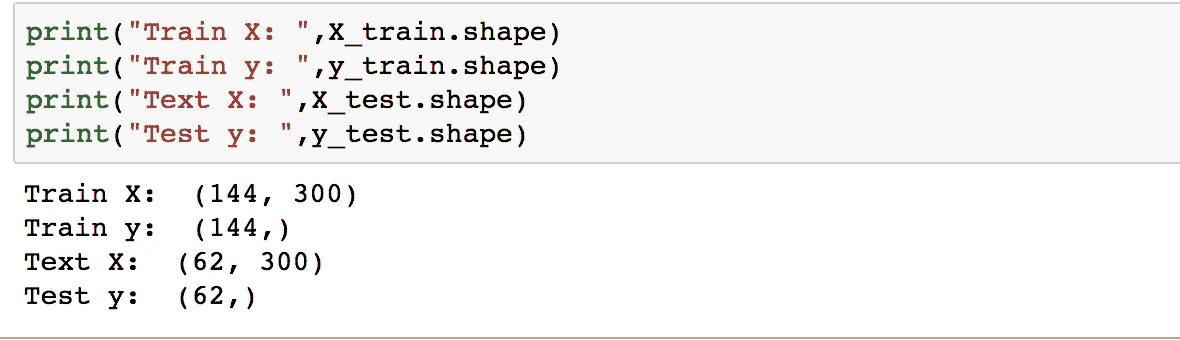 print("Train X: ",X_train.shape)
print("Train y: ",y_train.shape)
print("Text X: ",X_test.shape)
print("Test y: ",y_test.shape)
Train X:  (144, 300)
Train y:  (144,)
Text X:  (62, 300)
Test y:  (62,)